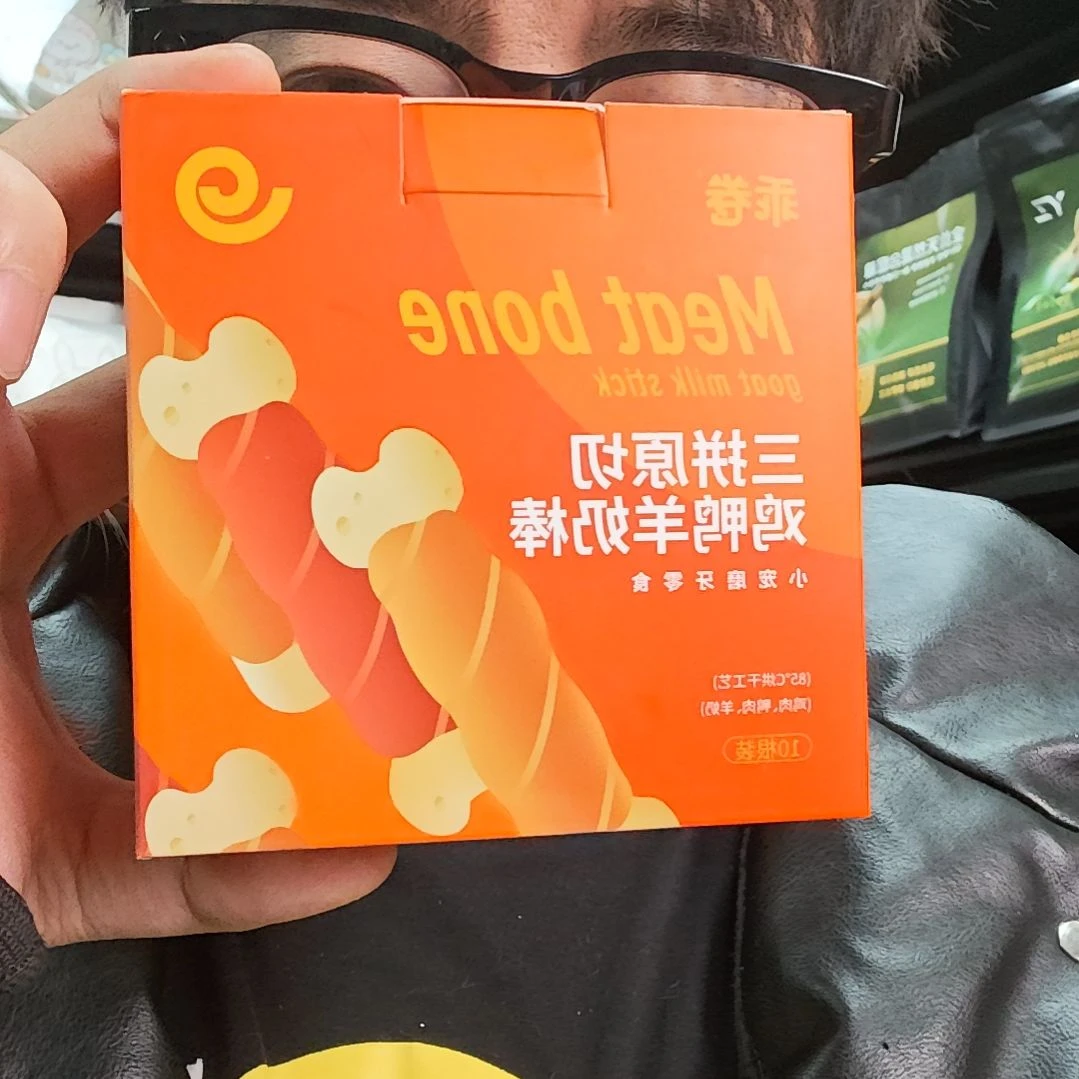 乖卷
Meat bone
goat milk stick
三拼原切
鸡鸭羊奶棒
小宠磨牙零食
(85°C烘干工艺)
(鸡肉、鸭肉、羊奶)
10根装
YZ